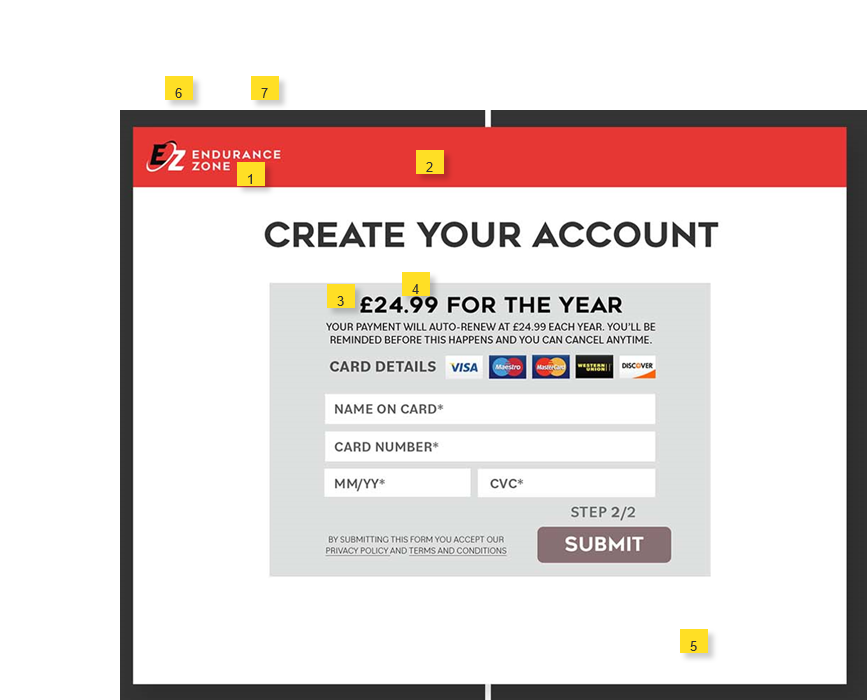 6
7
EZ ENDURANCE
ZONE
1
2
CREATE YOUR ACCOUNT
3
4
£24.99 FOR THE YEAR
YOUR PAYMENT WILL AUTO-RENEW AT £24.99 EACH YEAR. YOU'LL BE
REMINDED BEFORE THIS HAPPENS AND YOU CAN CANCEL ANYTIME.
CARD DETAILS VISA Maestro MasterCard WESTERN UNION DISCOVER
NAME ON CARD*
CARD NUMBER*
MM/YY* CVC*
STEP 2/2
BY SUBMITTING THIS FORM YOU ACCEPT OUR
PRIVACY POLICY AND TERMS AND CONDITIONS
SUBMIT
5